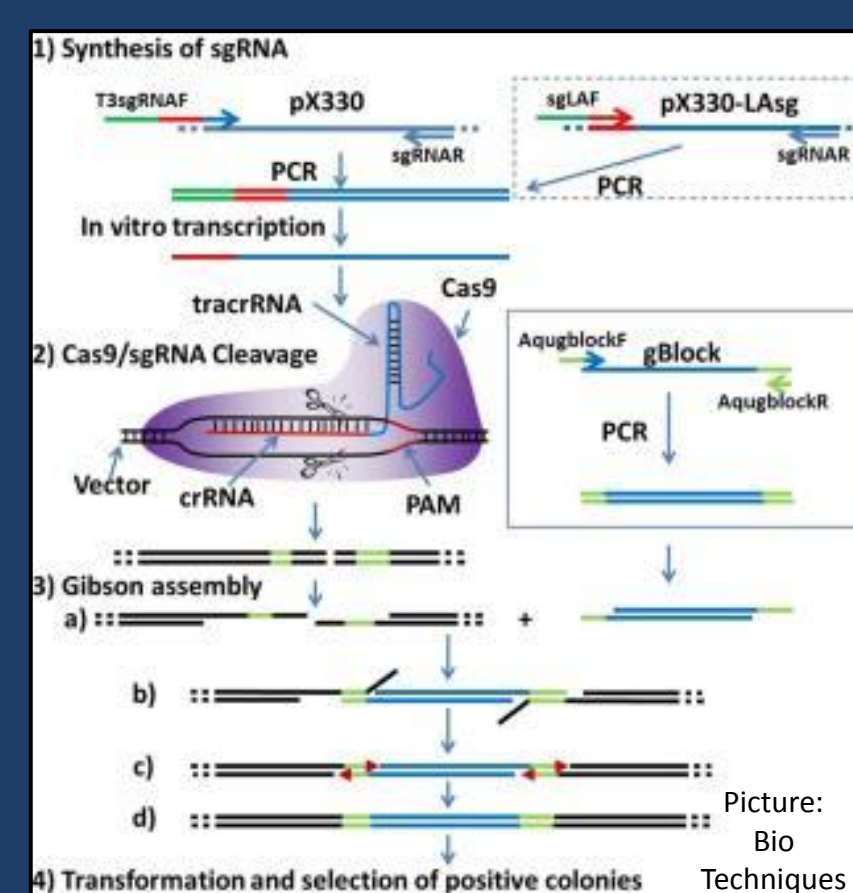 1) Synthesis of sgRNA
T3sgRNAF
pX330
sgRNAR
sgLAF
pX330-LAsg
sgRNAR
PCR
PCR
In vitro transcription
tracrRNA
Cas9
2) Cas9/sgRNA Cleavage
Vector
crRNA
PAM
AqugblockF
gBlock
AqugblockR
PCR
3) Gibson assembly
a)
+
b)
c)
d)
Picture:
Bio
Techniques
4) Transformation and selection of positive colonies